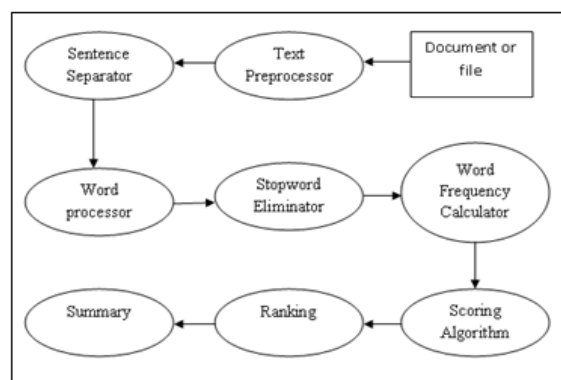 Sentence
Separator
Text
Preprocessor
Document or
file
Word
processor
Stopword
Eliminator
Word
Frequency
Calculator
Summary
Ranking
Scoring
Algorithm